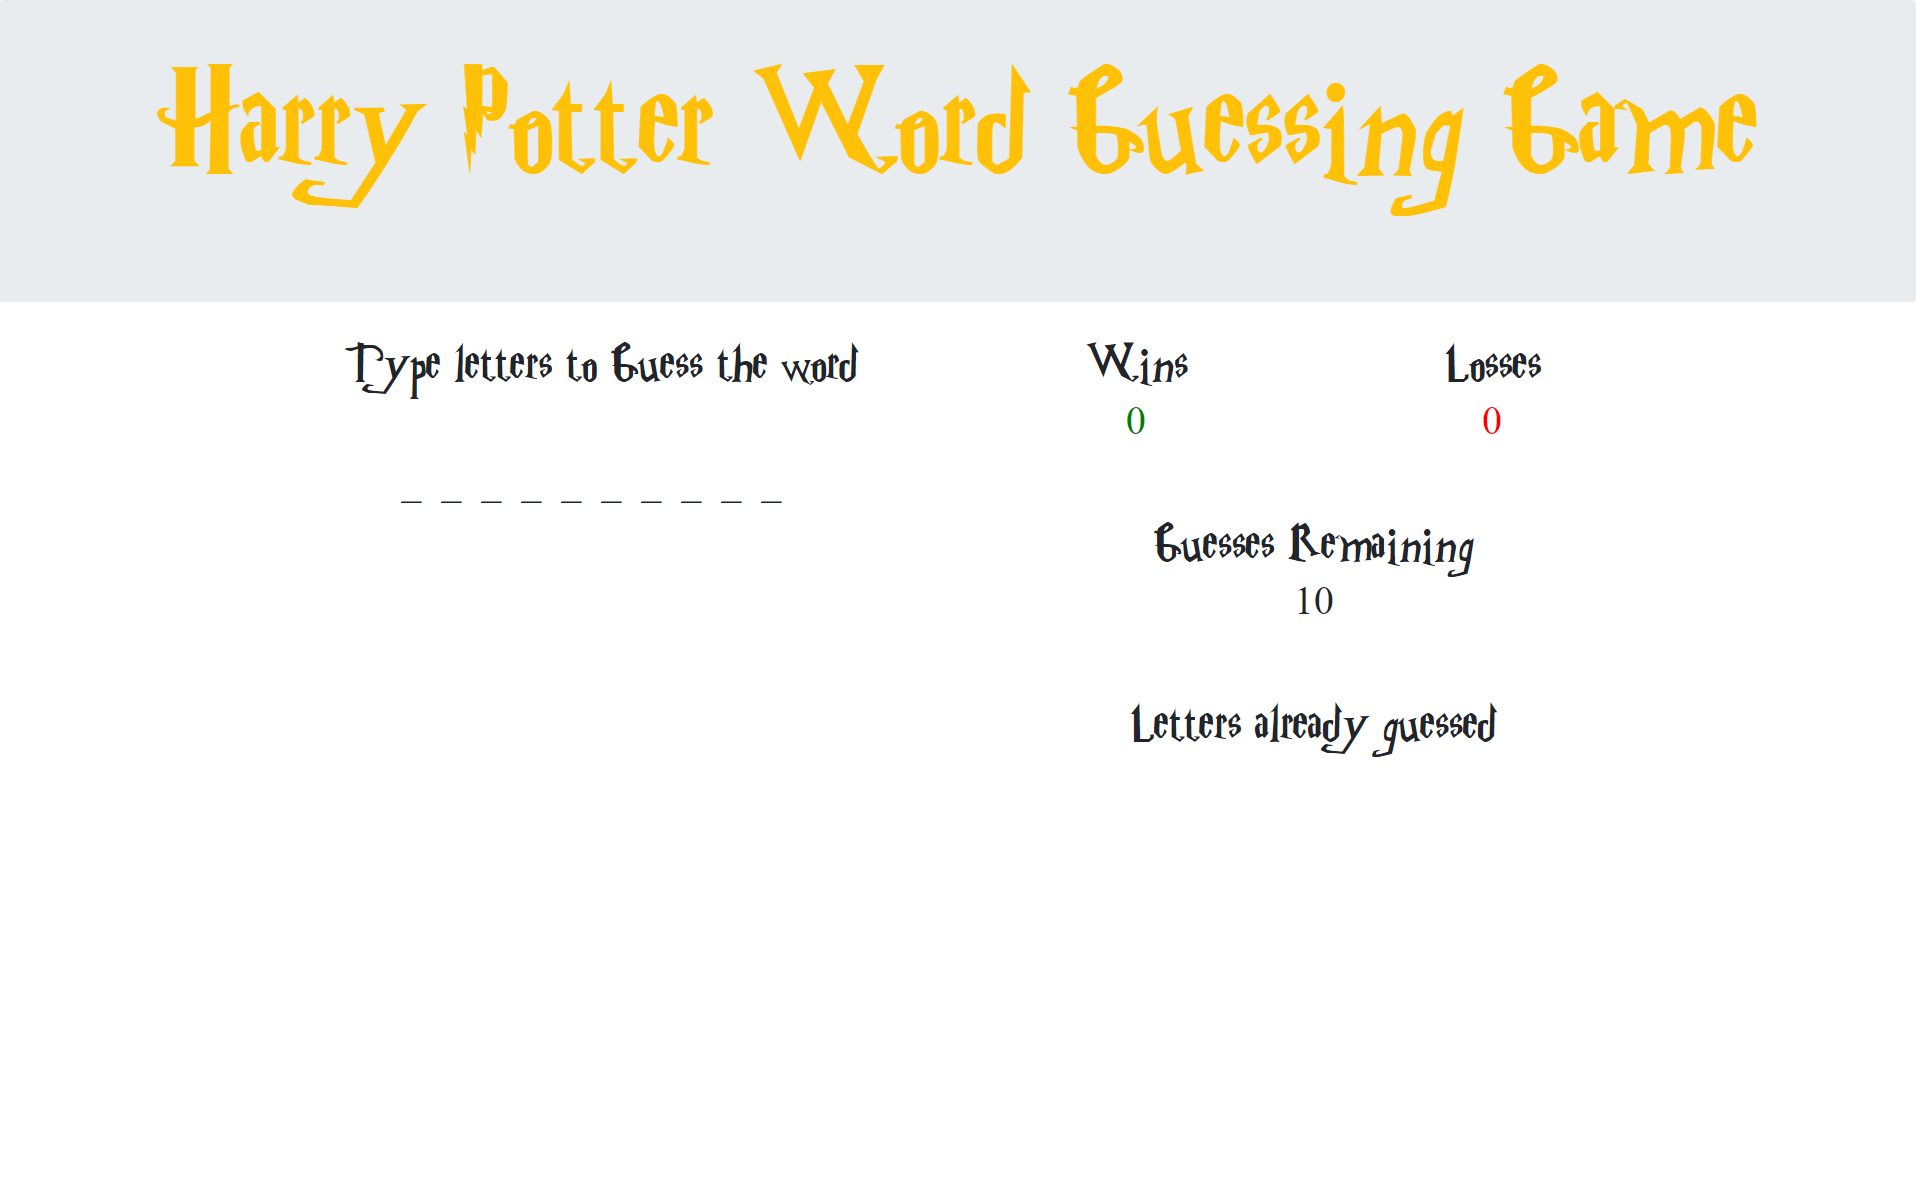 Harry Potter Word Guessing Game
Type letters to Guess the word
Wins
0
Losses
0
_ _ _ _ _ _ _ _ _ _
Guesses Remaining
10
Letters already guessed